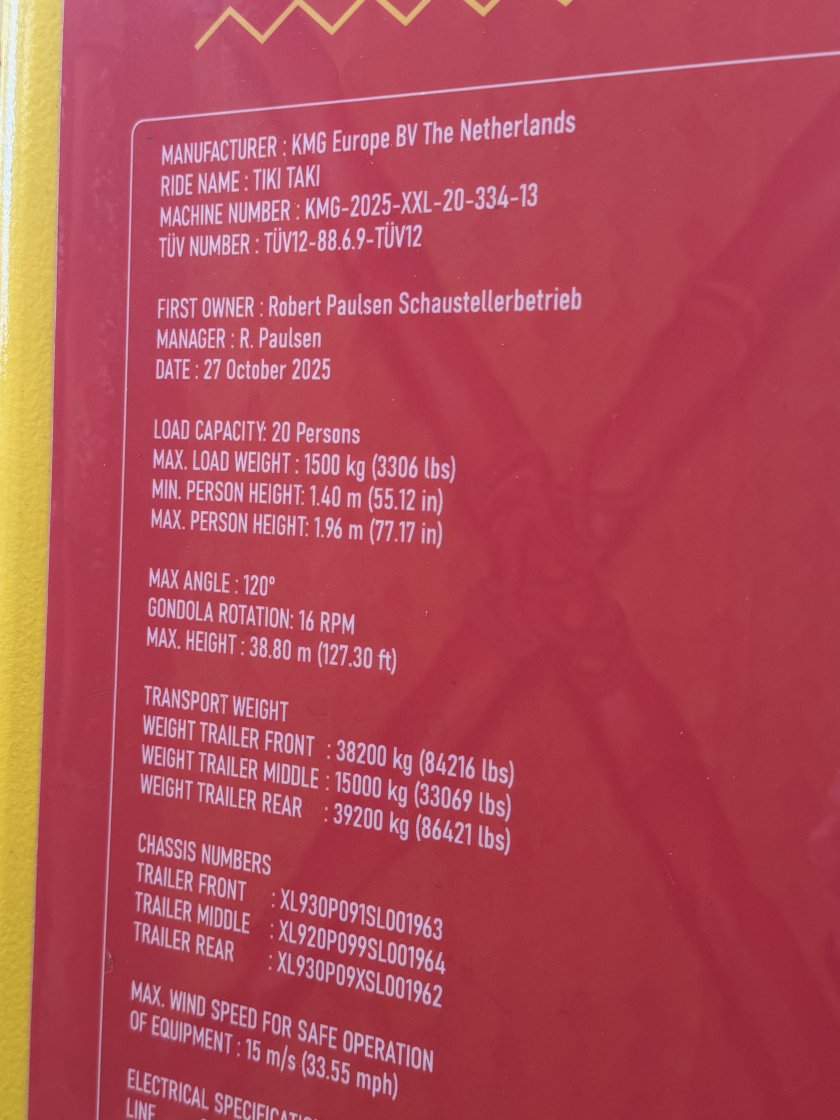 MANUFACTURER : KMG Europe BV The Netherlands
RIDE NAME : TIKI TAKI
MACHINE NUMBER : KMG-2025-XXL-20-334-13
TÜV NUMBER : TÜV12-88.6.9-TÜV12
FIRST OWNER : Robert Paulsen Schaustellerbetrieb
MANAGER : R. Paulsen
DATE : 27 October 2025
LOAD CAPACITY: 20 Persons
MAX. LOAD WEIGHT : 1500 kg (3306 lbs)
MIN. PERSON HEIGHT: 1.40 m (55.12 in)
MAX. PERSON HEIGHT: 1.96 m (77.17 in)
MAX ANGLE : 120°
GONDOLA ROTATION: 16 RPM
MAX. HEIGHT : 38.80 m (127.30 ft)
TRANSPORT WEIGHT
WEIGHT TRAILER FRONT : 38200 kg (84216 lbs)
WEIGHT TRAILER MIDDLE : 15000 kg (33069 lbs)
WEIGHT TRAILER REAR : 39200 kg (86421 lbs)
CHASSIS NUMBERS
TRAILER FRONT : XL930P091SL001963
TRAILER MIDDLE : XL920P099SL001964
TRAILER REAR : XL930P09XSL001962
MAX. WIND SPEED FOR SAFE OPERATION
OF EQUIPMENT : 15 m/s (33.55 mph)
ELECTRICAL
LINE